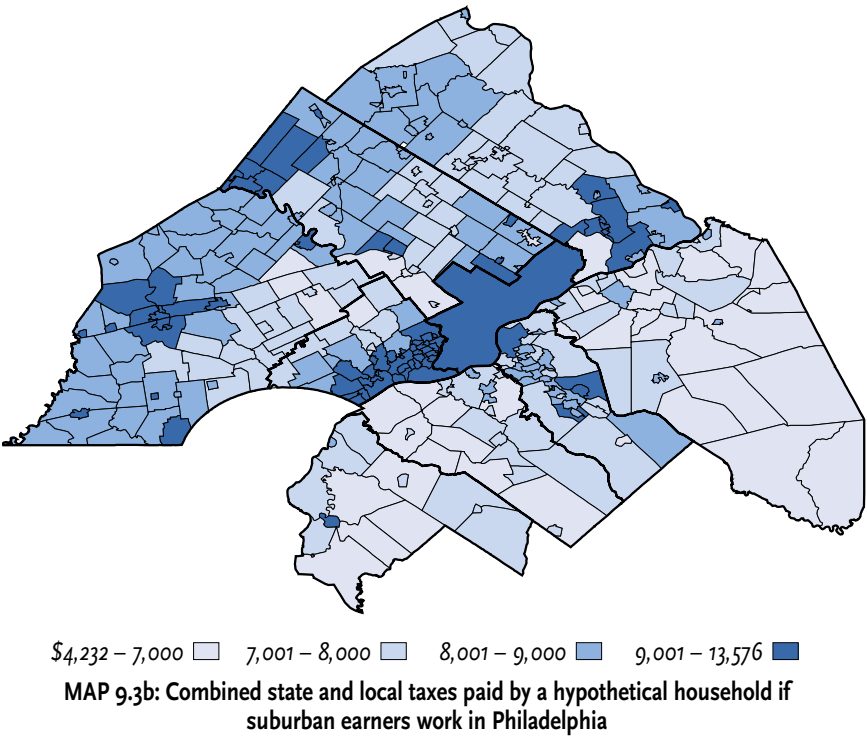 $4,232 – 7,000 7,001 – 8,000 8,001 – 9,000 9,001 – 13,576
MAP 9.3b: Combined state and local taxes paid by a hypothetical household if
suburban earners work in Philadelphia